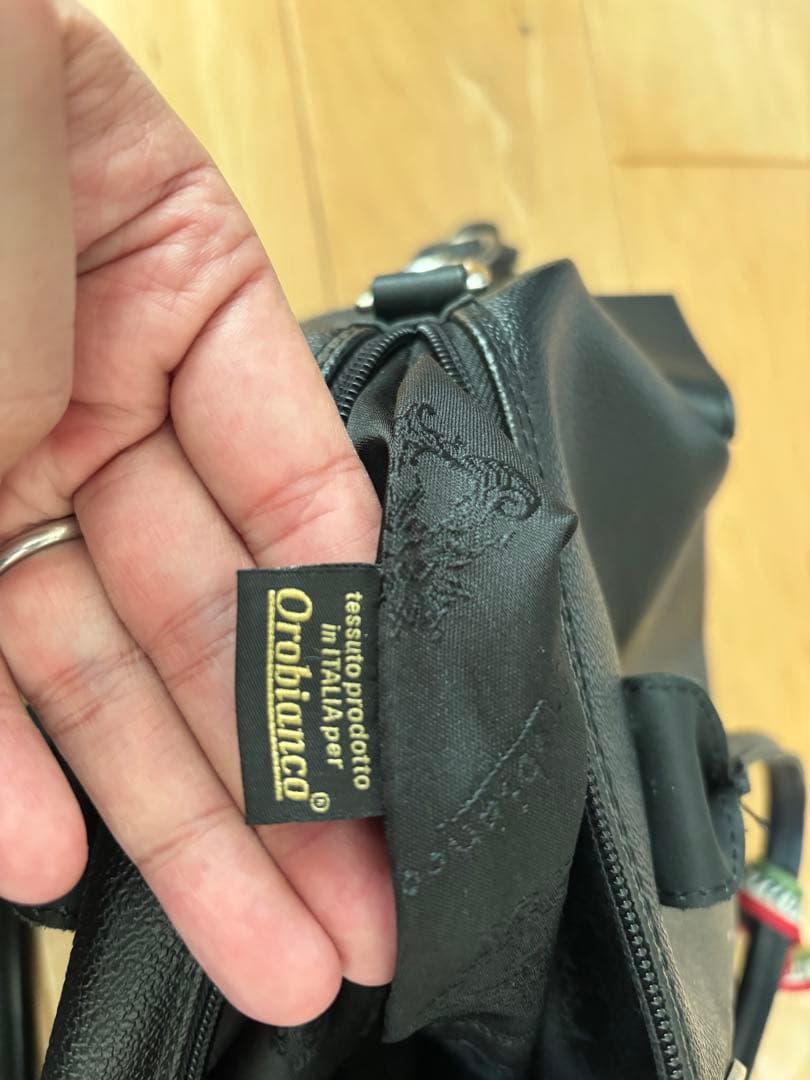 tessuto prodotto
in ITALIA per
Orobianco®